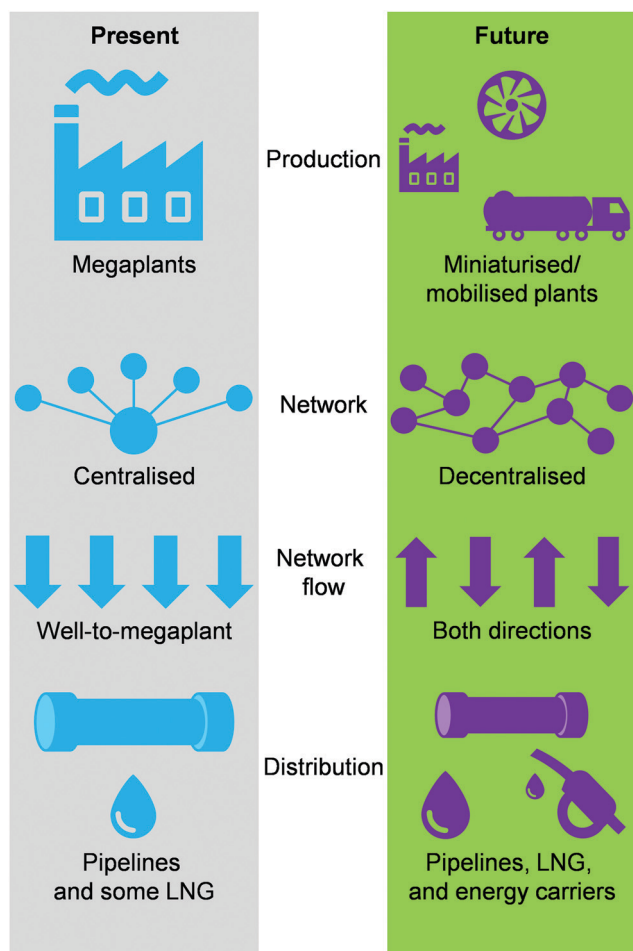 Present
Future
Production
Megaplants
Miniaturised/
mobilised plants
Network
Centralised
Decentralised
Network
flow
Well-to-megaplant
Both directions
Distribution
Pipelines
and some LNG
Pipelines, LNG,
and energy carriers